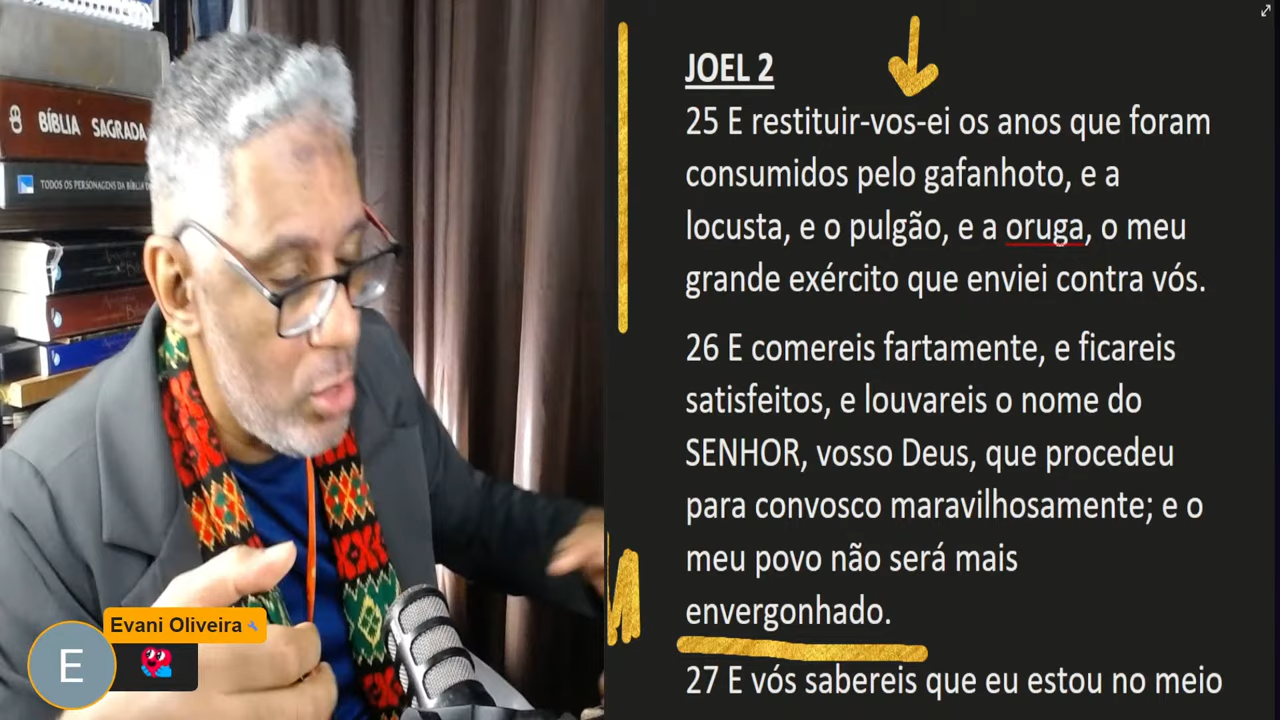 BÍBLIA SAGRADA
TODOS OS PERSONAGENS DA BÍBLIA
Evani Oliveira
E
JOEL 2
25 E restituir-vos-ei os anos que foram
consumidos pelo gafanhoto, e a
locusta, e o pulgão, e a oruga, o meu
grande exército que enviei contra vós.
26 E comereis fartamente, e ficareis
satisfeitos, e louvareis o nome do
SENHOR, vosso Deus, que procedeu
para convosco maravilhosamente; e o
meu povo não será mais
envergonhado.
27 E vós sabereis que eu estou no meio